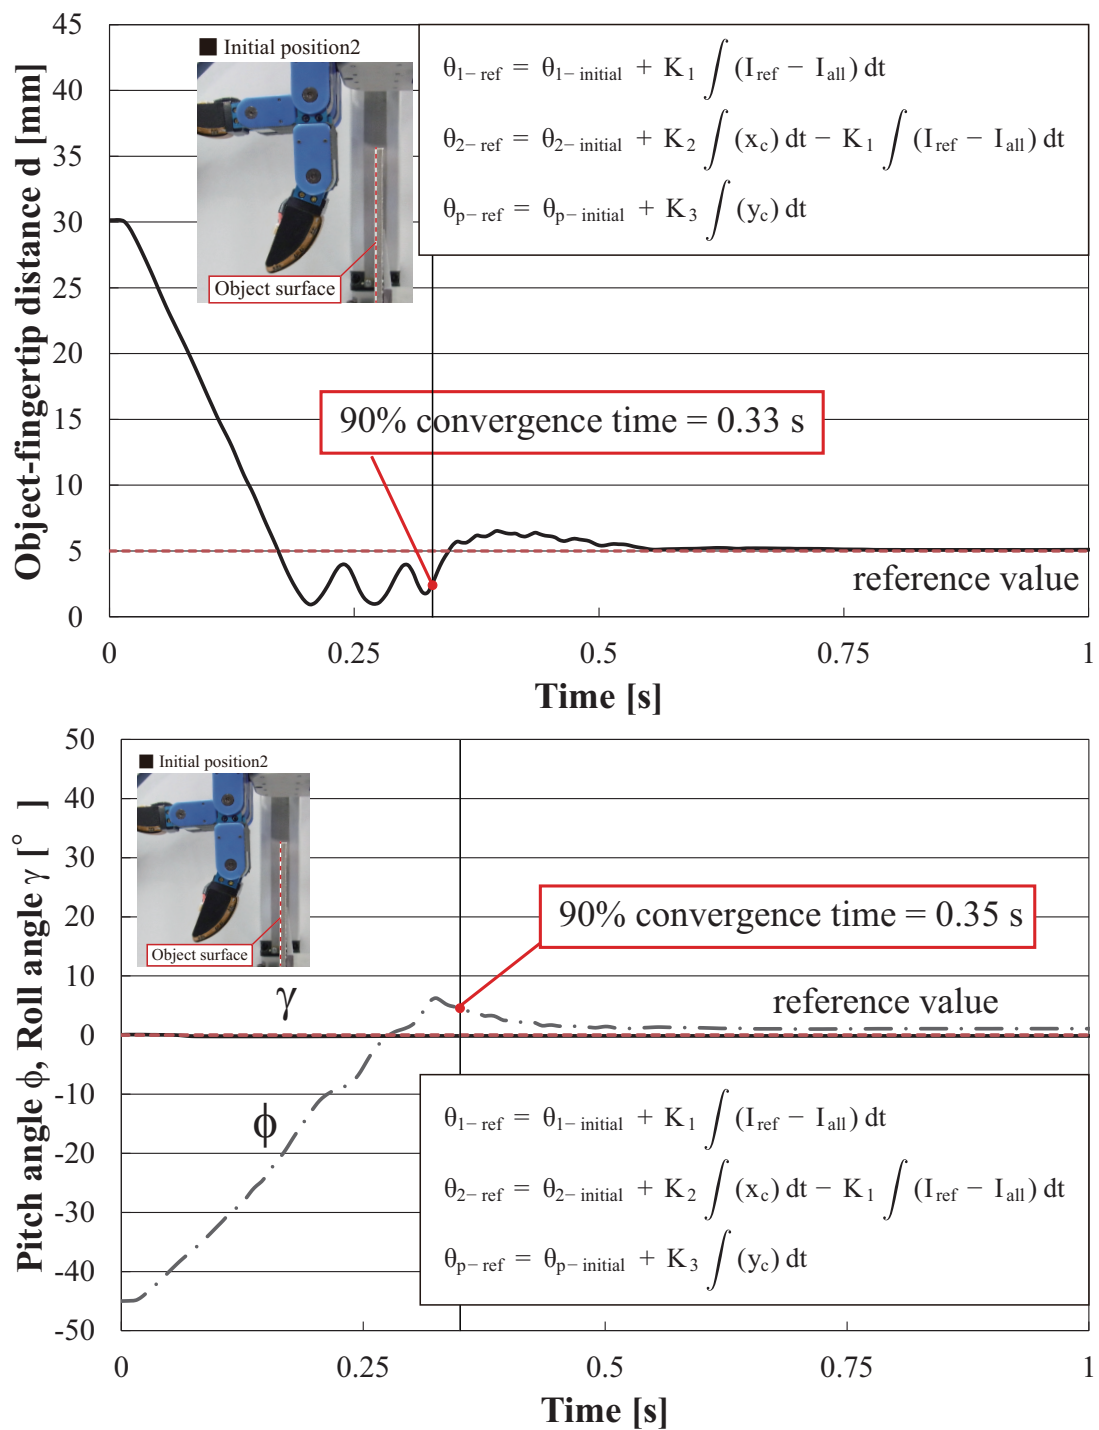 45
40
35
30
25
20
15
10
5
0
Object-fingertip distance d [mm]
■ Initial position2
Object surface
θ1− ref = θ1− initial + K1 ∫ (Iref − Iall) dt
θ2− ref = θ2− initial + K2 ∫ (xc) dt − K1 ∫ (Iref − Iall) dt
θp− ref = θp− initial + K3 ∫ (yc) dt
90% convergence time = 0.33 s
reference value
0 0.25 0.5 0.75 1
Time [s]
50
40
30
20
10
0
-10
-20
-30
-40
-50
Pitch angle ϕ, Roll angle γ [° ]
■ Initial position2
Object surface
90% convergence time = 0.35 s
γ
reference value
ϕ
θ1− ref = θ1− initial + K1 ∫ (Iref − Iall) dt
θ2− ref = θ2− initial + K2 ∫ (xc) dt − K1 ∫ (Iref − Iall) dt
θp− ref = θp− initial + K3 ∫ (yc) dt
0 0.25 0.5 0.75 1
Time [s]